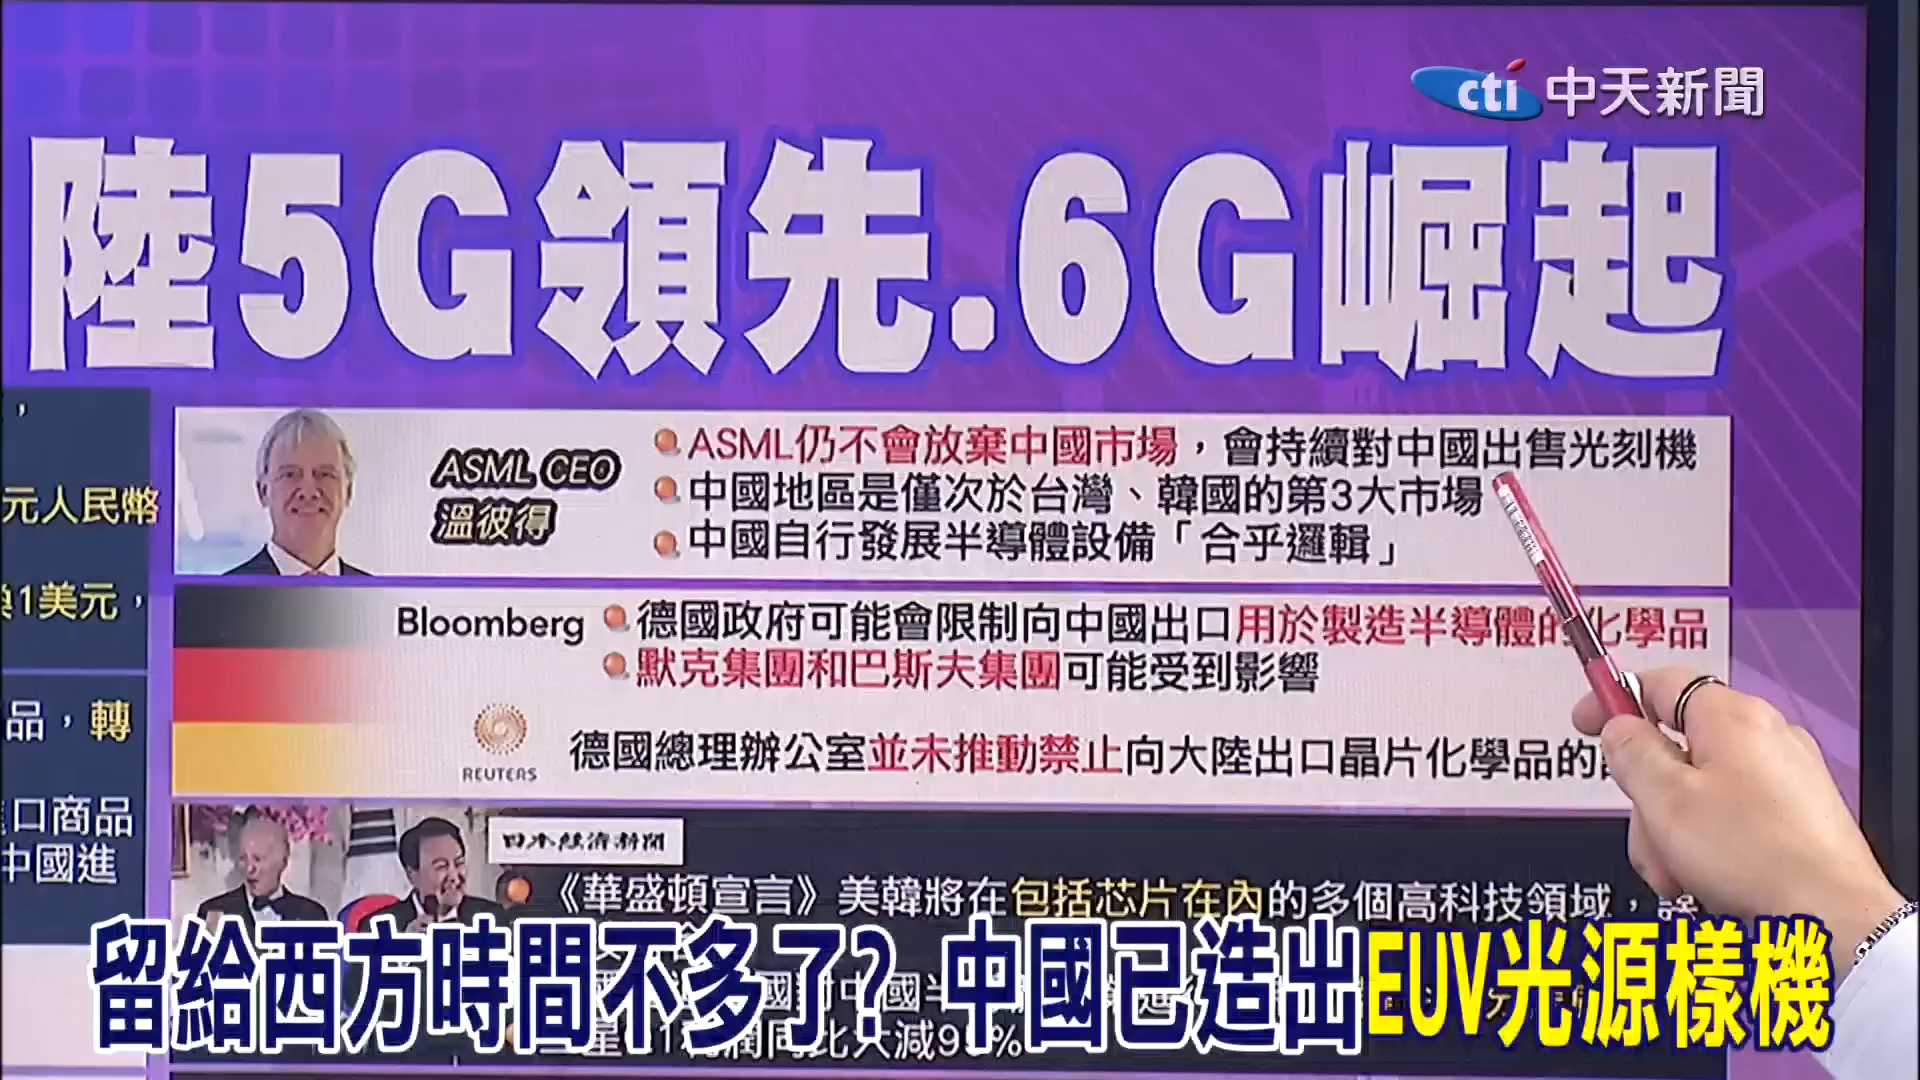 cti 中天新聞
陸5G領先.6G崛起
元人民幣
1美元,
品,轉
口商品
中國進
ASML CEO
溫彼得
ASML仍不會放棄中國市場,會持續對中國出售光刻機
中國地區是僅次於台灣、韓國的第3大市場
中國自行發展半導體設備「合乎邏輯」
Bloomberg
德國政府可能會限制向中國出口用於製造半導體的化學品
默克集團和巴斯夫集團可能受到影響
REUTERS
德國總理辦公室並未推動禁止向大陸出口晶片化學品的
日本経済新聞
《華盛頓宣言》美韓將在包括芯片在內的多個高科技領域,
留給西方時間不多了? 中國已造出EUV光源樣機